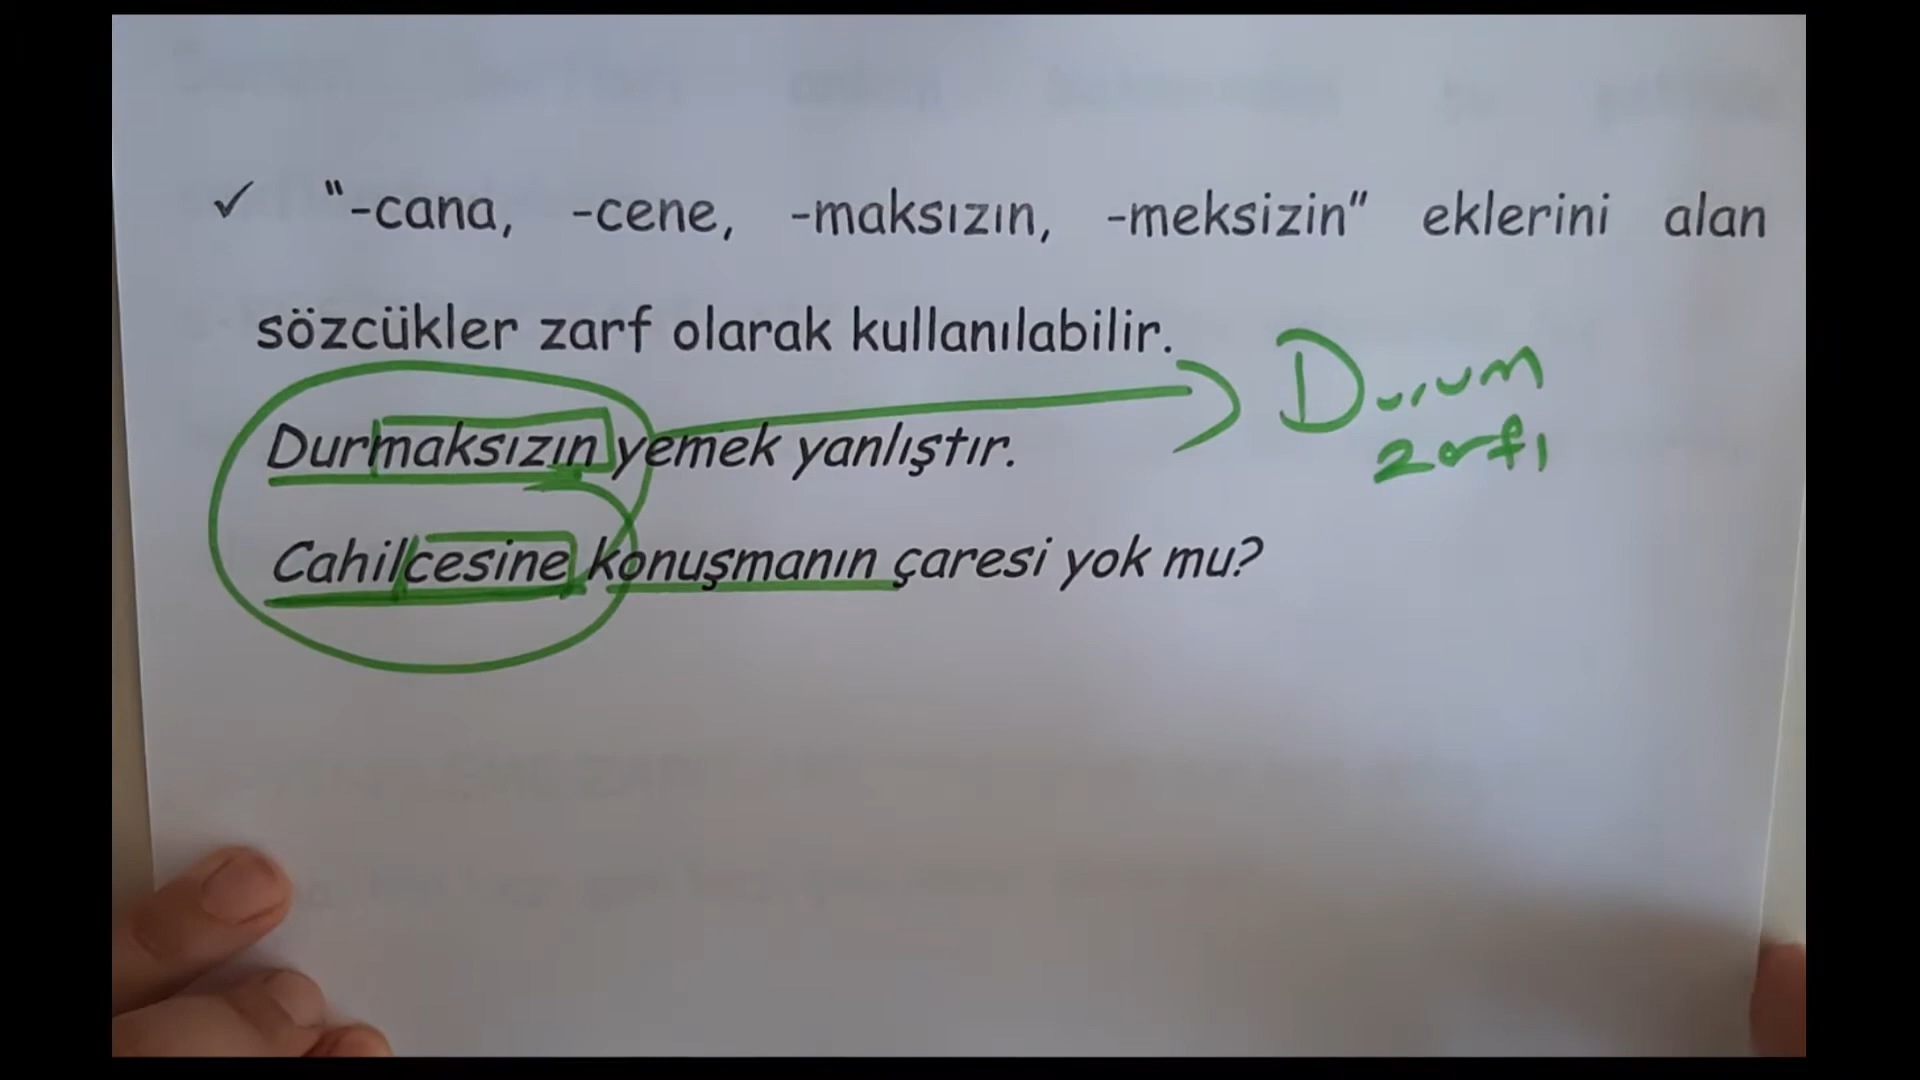 ✓ "-cana, -cene, -maksızın, -meksizin" eklerini alan
sözcükler zarf olarak kullanılabilir.
Durmaksızın yemek yanlıştır.
Cahilcesine konuşmanın çaresi yok mu?
Durum
zarfı